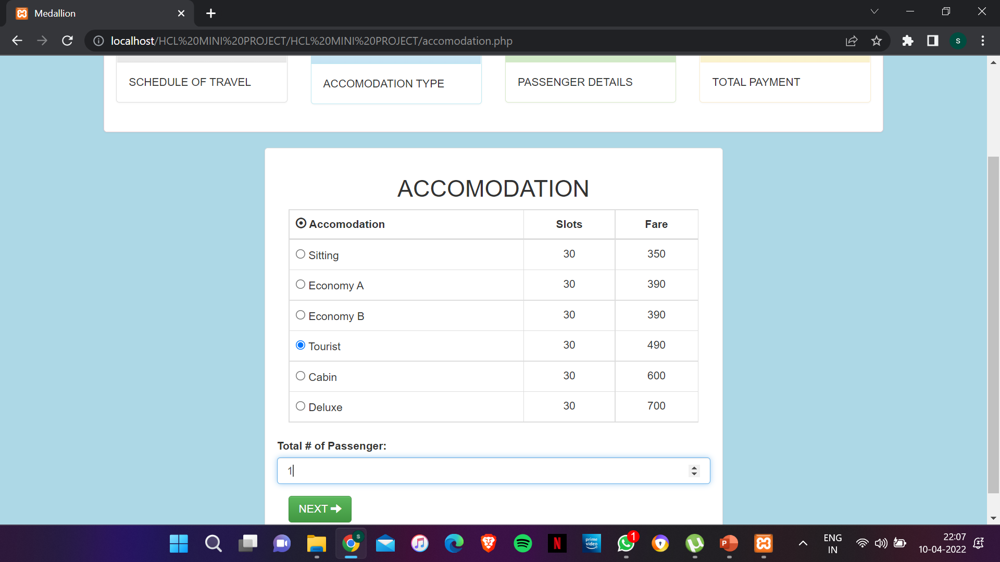 Medallion
localhost/HCL%20MINI%20PROJECT/HCL%20MINI%20PROJECT/accomodation.php
S
SCHEDULE OF TRAVEL
ACCOMODATION TYPE
PASSENGER DETAILS
TOTAL PAYMENT
ACCOMODATION
Accomodation Slots Fare
Sitting 30 350
Economy A 30 390
Economy B 30 390
Tourist 30 490
Cabin 30 600
Deluxe 30 700
Total # of Passenger:
1
NEXT
S
N
prime video
1
P
ENG
IN
22:07
10-04-2022